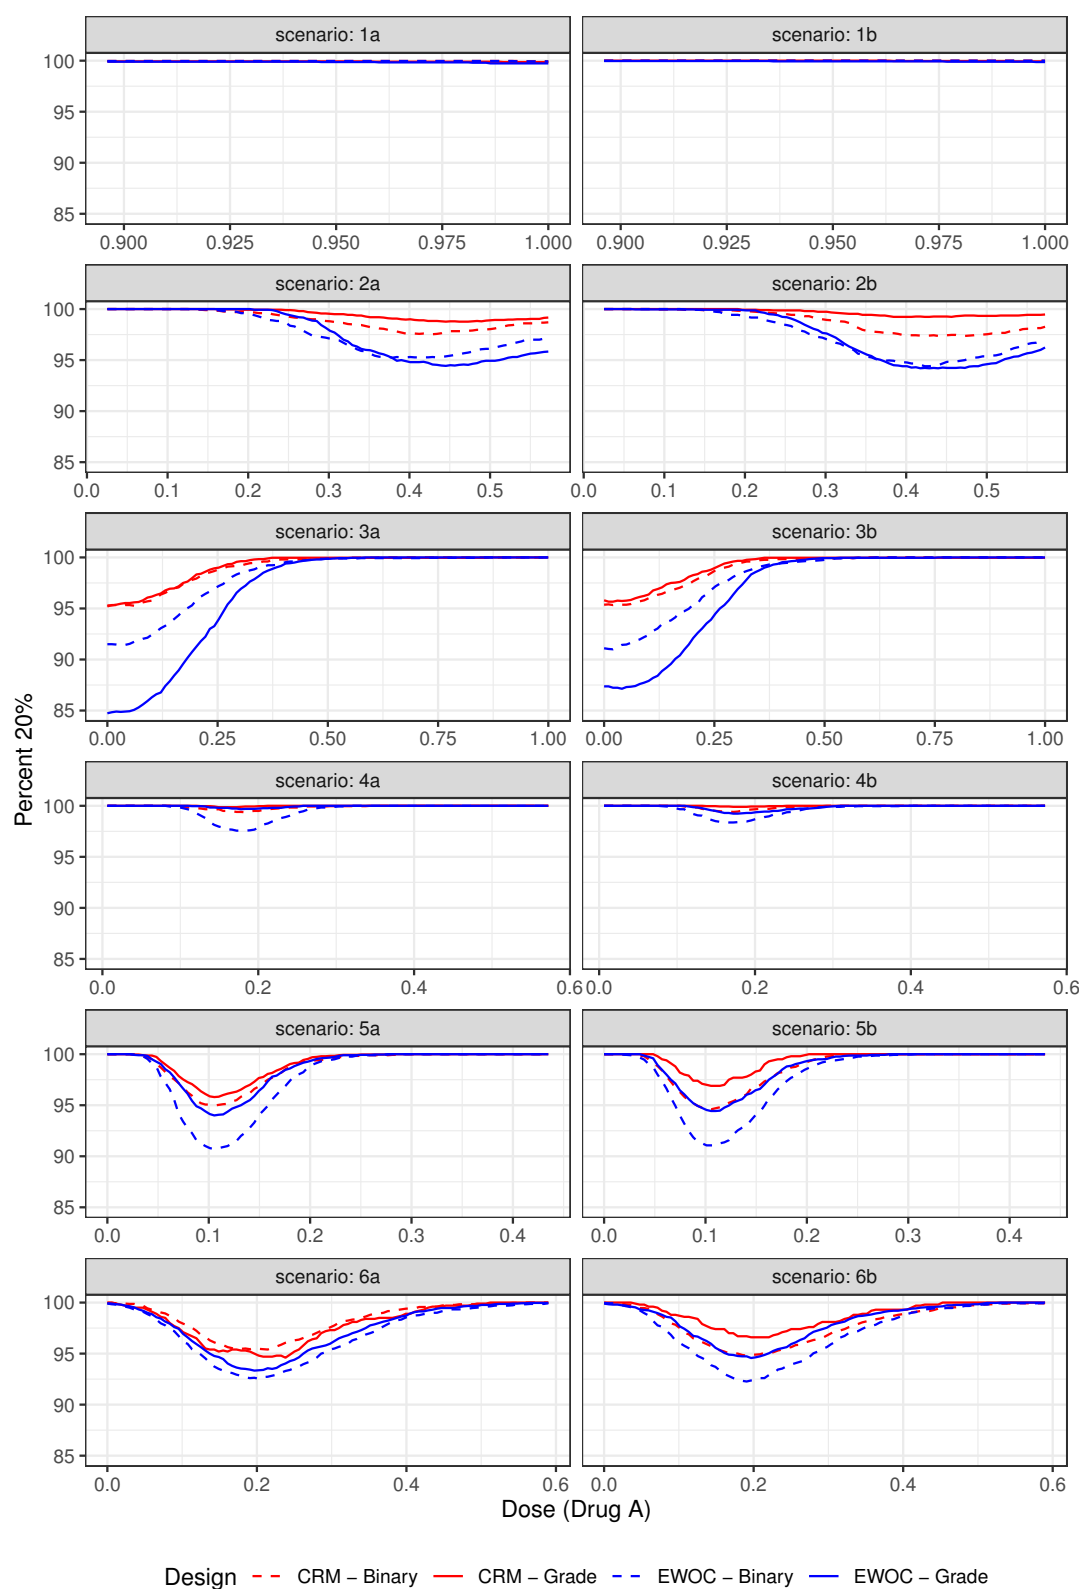 scenario: 1a scenario: 1b
100
95
90
85
0.900 0.925 0.950 0.975 1.000 0.900 0.925 0.950 0.975 1.000
scenario: 2a scenario: 2b
100
95
90
85
0.0 0.1 0.2 0.3 0.4 0.5 0.0 0.1 0.2 0.3 0.4 0.5
scenario: 3a scenario: 3b
100
95
90
85
0.00 0.25 0.50 0.75 1.00 0.00 0.25 0.50 0.75 1.00
Percent 20%
scenario: 4a scenario: 4b
100
95
90
85
0.0 0.2 0.4 0.6 0.0 0.2 0.4 0.6
scenario: 5a scenario: 5b
100
95
90
85
0.0 0.1 0.2 0.3 0.4 0.0 0.1 0.2 0.3 0.4
scenario: 6a scenario: 6b
100
95
90
85
0.0 0.2 0.4 0.6 0.0 0.2 0.4 0.6
Dose (Drug A)
Design CRM − Binary CRM − Grade EWOC − Binary EWOC − Grade